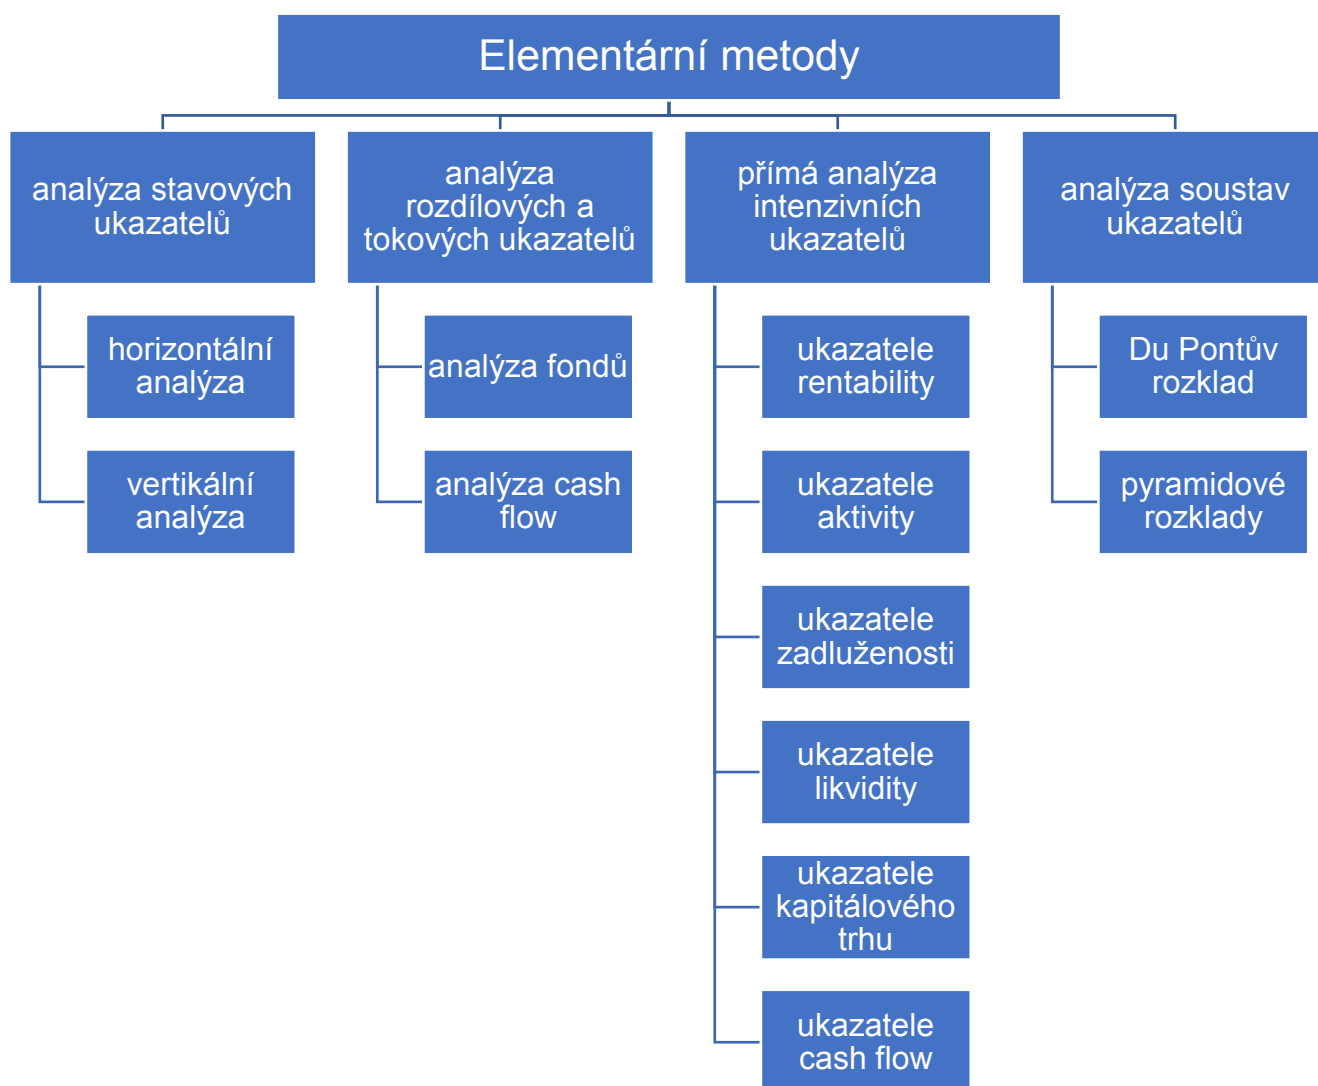 Elementární metody
analýza stavových
ukazatelů
horizontální
analýza
vertikální
analýza
analýza
rozdílových a
tokových ukazatelů
analýza fondů
analýza cash
flow
přímá analýza
intenzivních
ukazatelů
ukazatele
rentability
ukazatele
aktivity
ukazatele
zadluženosti
ukazatele
likvidity
ukazatele
kapitálového
trhu
ukazatele
cash flow
analýza soustav
ukazatelů
Du Pontův
rozklad
pyramidové
rozklady